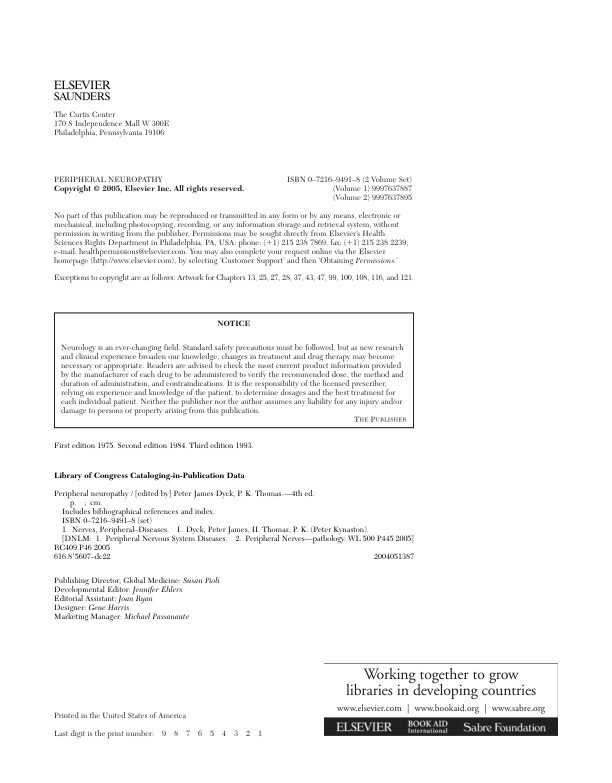 ELSEVIER
SAUNDERS
The Curtis Center
170 S Independence Mall W 300E
Philadelphia, Pennsylvania 19106
PERIPHERAL NEUROPATHY ISBN 0–7216–9491–8 (2 Volume Set)
Copyright © 2005, Elsevier Inc. All rights reserved. (Volume 1) 9997637887
(Volume 2) 9997637895
No part of this publication may be reproduced or transmitted in any form or by any means, electronic or
mechanical, including photocopying, recording, or any information storage and retrieval system, without
permission in writing from the publisher. Permissions may be sought directly from Elsevier's Health
Sciences Rights Department in Philadelphia, PA, USA: phone: (+1) 215 238 7869, fax: (+1) 215 238 2239,
e-mail: healthpermissions@elsevier.com. You may also complete your request online via the Elsevier
homepage (http://www.elsevier.com), by selecting 'Customer Support' and then 'Obtaining Permissions.'
Exceptions to copyright are as follows: Artwork for Chapters 13, 25, 27, 28, 37, 43, 47, 99, 100, 108, 116, and 121.
NOTICE
Neurology is an ever-changing field. Standard safety precautions must be followed, but as new research
and clinical experience broaden our knowledge, changes in treatment and drug therapy may become
necessary or appropriate. Readers are advised to check the most current product information provided
by the manufacturer of each drug to be administered to verify the recommended dose, the method and
duration of administration, and contraindications. It is the responsibility of the licensed prescriber,
relying on experience and knowledge of the patient, to determine dosages and the best treatment for
each individual patient. Neither the publisher nor the author assumes any liability for any injury and/or
damage to persons or property arising from this publication.
THE PUBLISHER
First edition 1975. Second edition 1984. Third edition 1993.
Library of Congress Cataloging-in-Publication Data
Peripheral neuropathy / [edited by] Peter James Dyck, P. K. Thomas.—4th ed.
p. ; cm.
Includes bibliographical references and index.
ISBN 0–7216–9491–8 (set)
1. Nerves, Peripheral–Diseases. I. Dyck, Peter James, II. Thomas, P. K. (Peter Kynaston).
[DNLM: 1. Peripheral Nervous System Diseases. 2. Peripheral Nerves—pathology. WL 500 P445 2005]
RC409.P46 2005
616.8'5607–dc22 2004051387
Publishing Director, Global Medicine: Susan Pioli
Developmental Editor: Jennifer Ehlers
Editorial Assistant: Joan Ryan
Designer: Gene Harris
Marketing Manager: Michael Passanante
Working together to grow
libraries in developing countries
www.elsevier.com | www.bookaid.org | www.sabre.org
ELSEVIER BOOK AID International Sabre Foundation
Printed in the United States of America
Last digit is the print number: 9 8 7 6 5 4 3 2 1